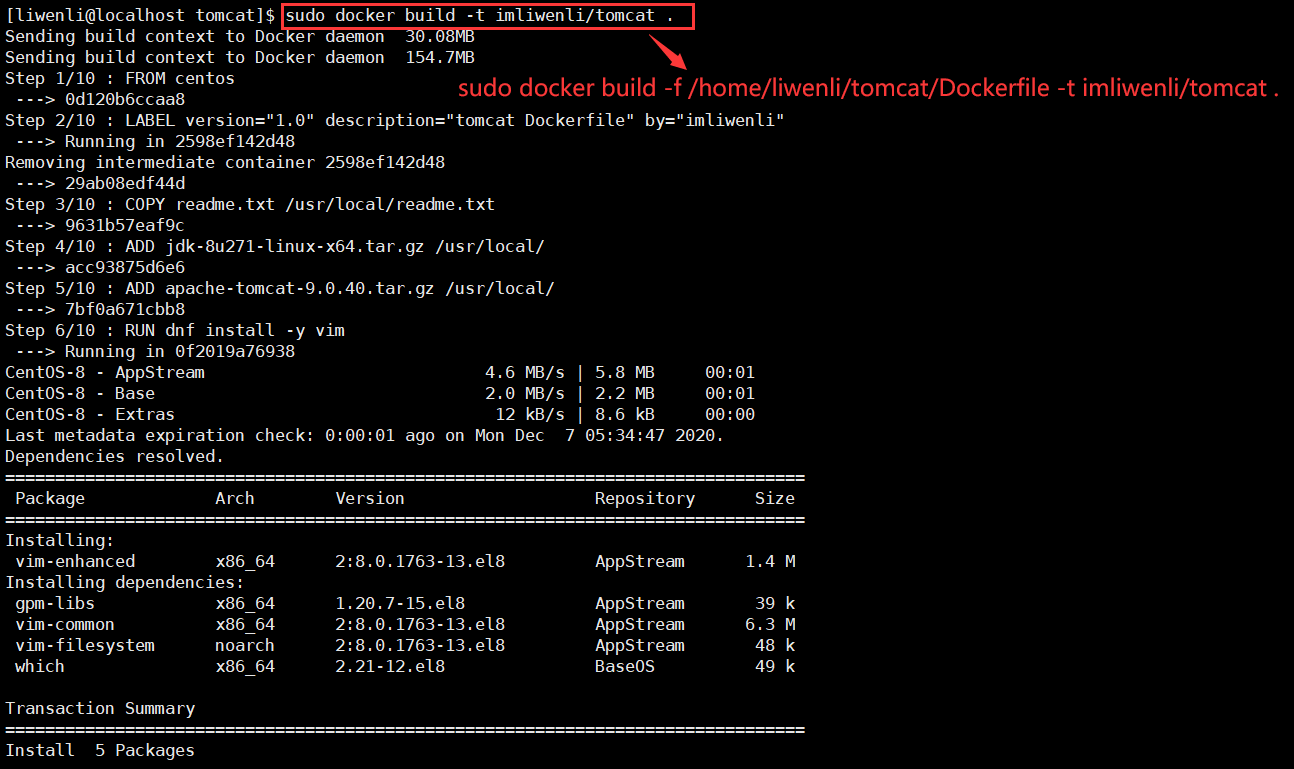 [liwenli@localhost tomcat]$ sudo docker build -t imliwenli/tomcat .
Sending build context to Docker daemon  30.08MB
Sending build context to Docker daemon  154.7MB
Step 1/10 : FROM centos
sudo docker build -f /home/liwenli/tomcat/Dockerfile -t imliwenli/tomcat .
 ---> 0d120b6ccaa8
Step 2/10 : LABEL version="1.0" description="tomcat Dockerfile" by="imliwenli"
 ---> Running in 2598ef142d48
Removing intermediate container 2598ef142d48
 ---> 29ab08edf44d
Step 3/10 : COPY readme.txt /usr/local/readme.txt
 ---> 9631b57eaf9c
Step 4/10 : ADD jdk-8u271-linux-x64.tar.gz /usr/local/
 ---> acc93875d6e6
Step 5/10 : ADD apache-tomcat-9.0.40.tar.gz /usr/local/
 ---> 7bf0a671cbb8
Step 6/10 : RUN dnf install -y vim
 ---> Running in 0f2019a76938
CentOS-8 - AppStream                            4.6 MB/s | 5.8 MB     00:01
CentOS-8 - Base                                 2.0 MB/s | 2.2 MB     00:01
CentOS-8 - Extras                                12 kB/s | 8.6 kB     00:00
Last metadata expiration check: 0:00:01 ago on Mon Dec  7 05:34:47 2020.
Dependencies resolved.
================================================================================
 Package             Arch        Version                   Repository      Size
================================================================================
Installing:
 vim-enhanced        x86_64      2:8.0.1763-13.el8         AppStream      1.4 M
Installing dependencies:
 gpm-libs            x86_64      1.20.7-15.el8             AppStream       39 k
 vim-common          x86_64      2:8.0.1763-13.el8         AppStream      6.3 M
 vim-filesystem      noarch      2:8.0.1763-13.el8         AppStream       48 k
 which               x86_64      2.21-12.el8               BaseOS          49 k
Transaction Summary
================================================================================
Install  5 Packages